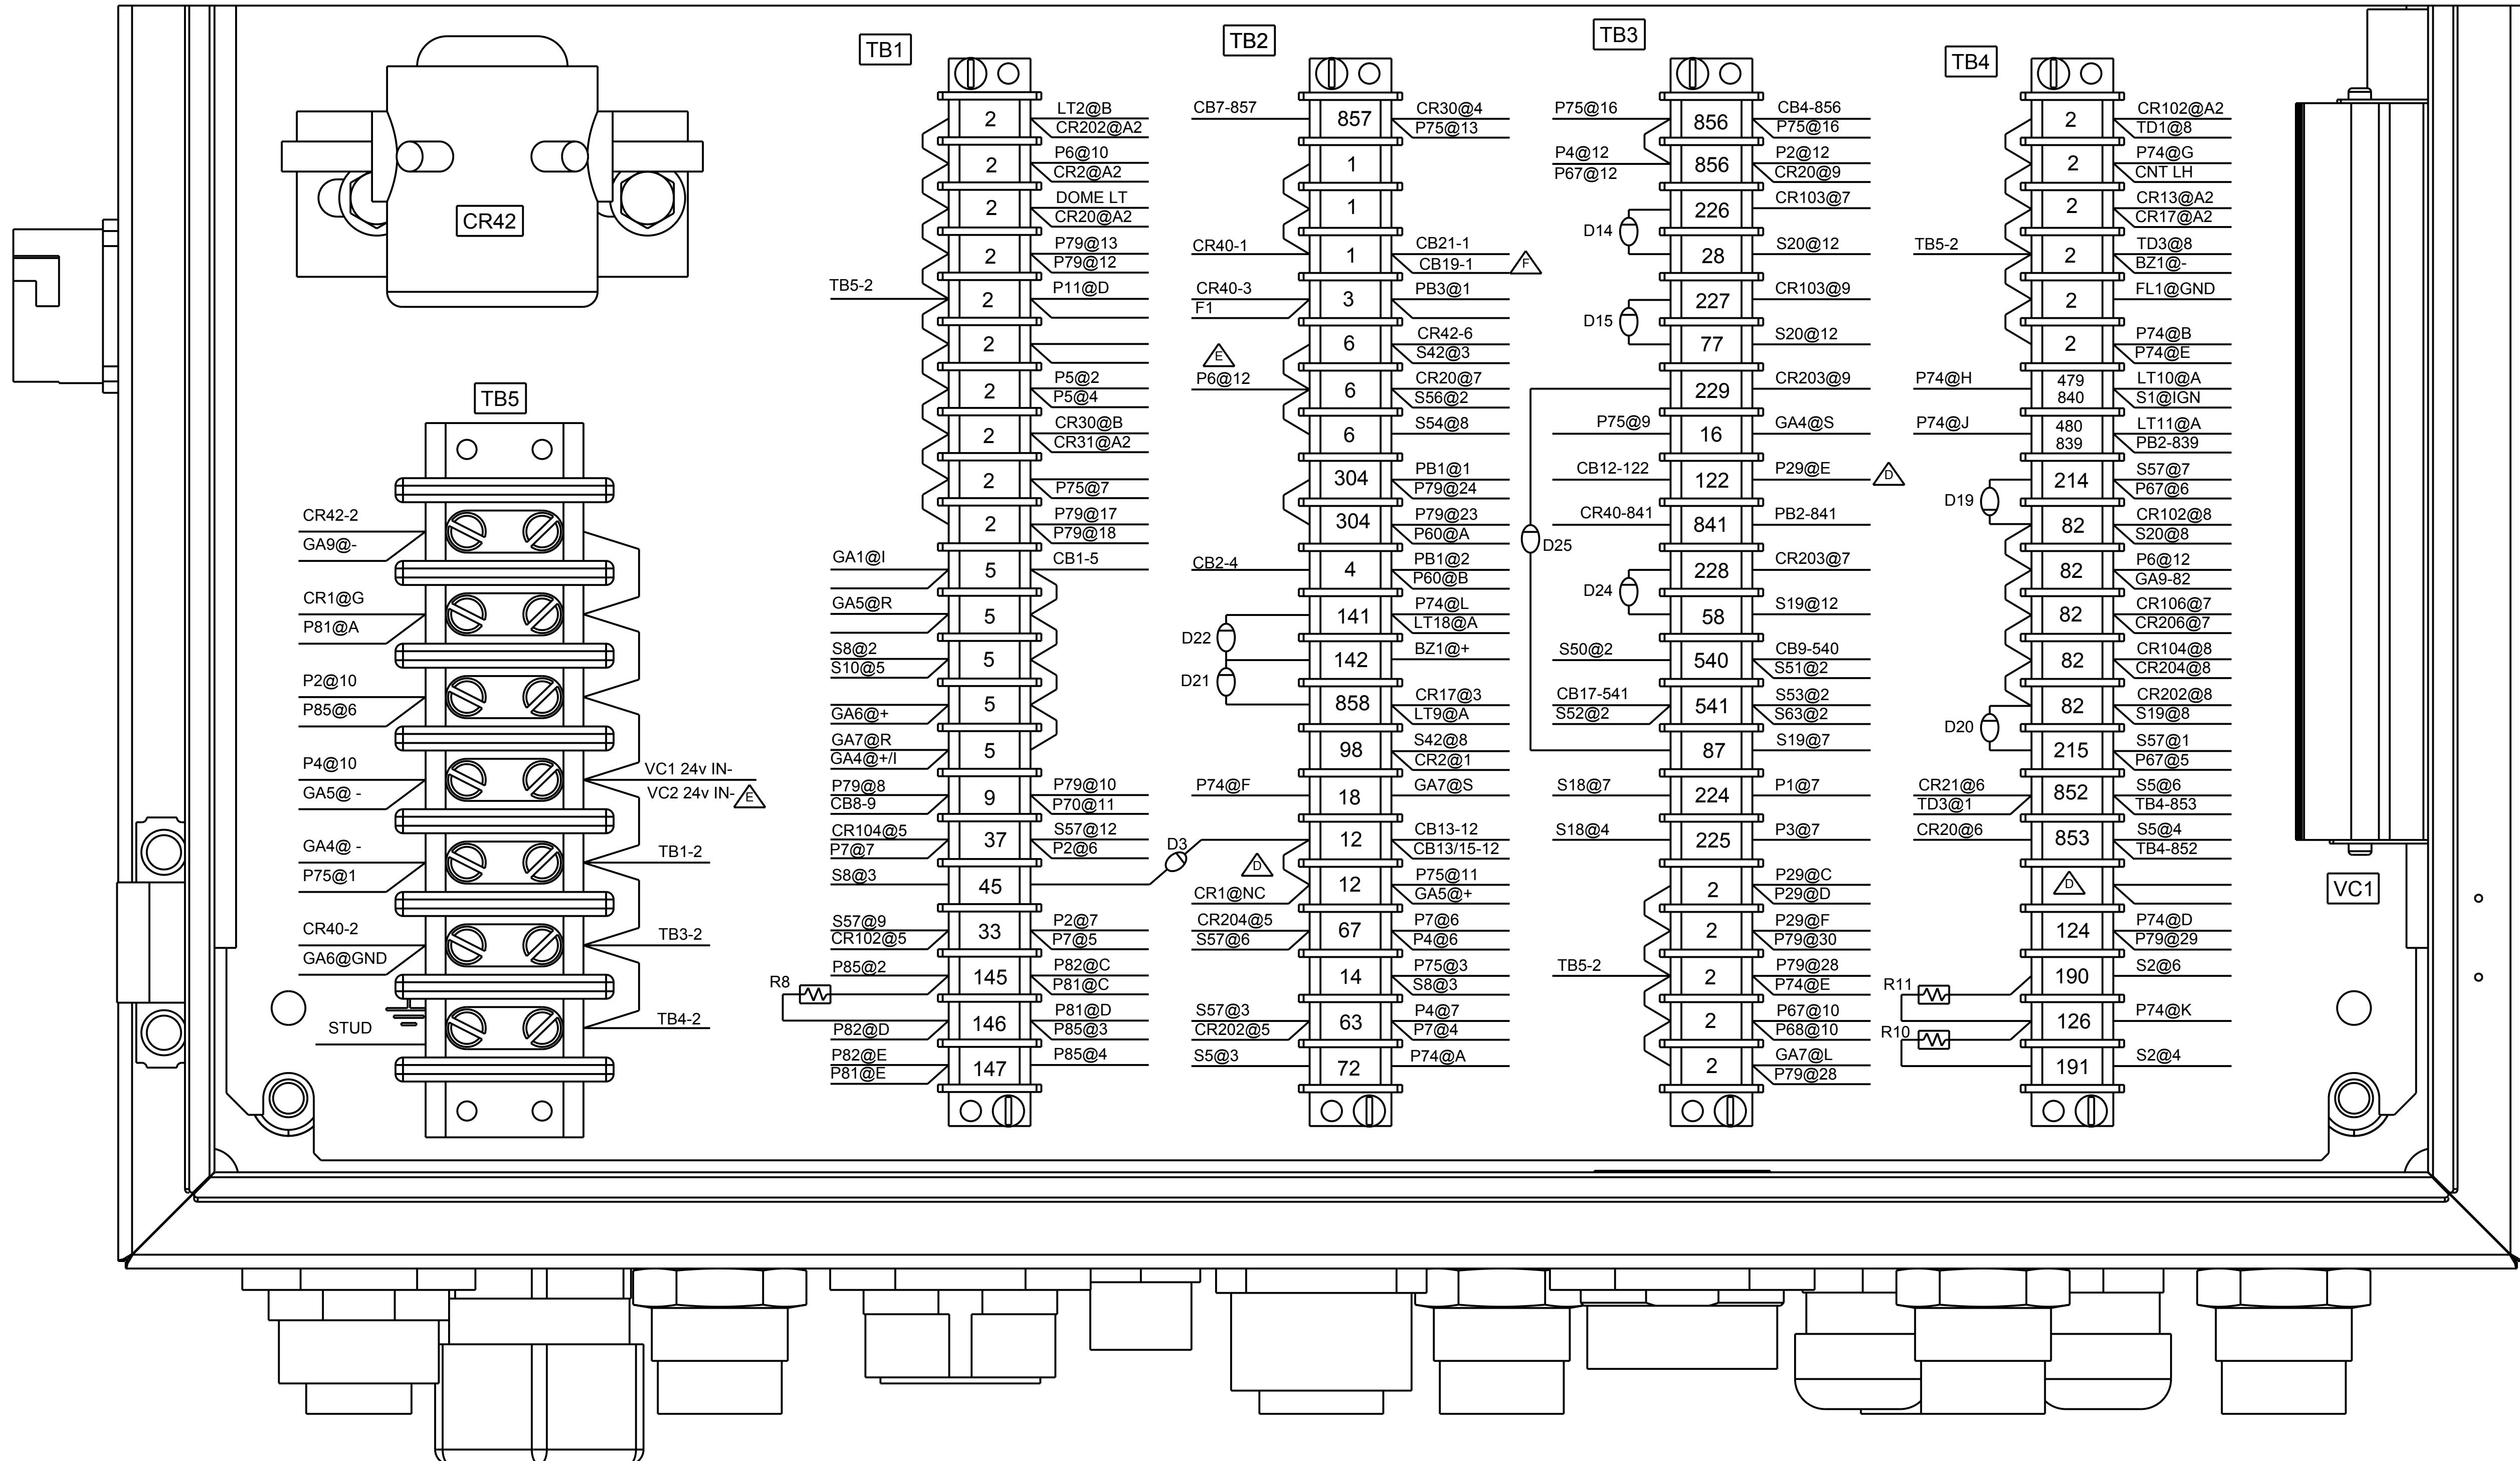 CR42
TB5
CR42-2
GA9@-
CR1@G
P81@A
P2@10
P85@6
P4@10
GA5@ -
VC1 24v IN-
VC2 24v IN-
E
GA4@ -
P75@1
TB1-2
CR40-2
GA6@GND
TB3-2
STUD
TB4-2
TB1
2 LT2@B
CR202@A2
2 P6@10
CR2@A2
2 DOME LT
CR20@A2
2 P79@13
P79@12
TB5-2 2 P11@D
2
2 P5@2
P5@4
2 CR30@B
CR31@A2
2
P75@7
2 P79@17
P79@18
GA1@I 5 CB1-5
GA5@R 5
S8@2 5
S10@5
5
GA6@+
GA7@R 5
GA4@+/I
P79@8 9 P79@10
CB8-9 P70@11
CR104@5 37 S57@12
P7@7 P2@6
S8@3 45
D3
S57@9 33 P2@7
CR102@5 P7@5
P85@2 145 P82@C
R8 P81@C
146 P81@D
P82@D P85@3
P82@E 147 P85@4
P81@E
TB2
CB7-857 857 CR30@4
P75@13
1
1
CR40-1 1 CB21-1
CB19-1 F
CR40-3 3 PB3@1
F1
6 CR42-6
E S42@3
P6@12 6 CR20@7
S56@2
6 S54@8
304 PB1@1
P79@24
304 P79@23
P60@A
CB2-4 4 PB1@2
P60@B
141 P74@L
D22 LT18@A
142 BZ1@+
D21
858 CR17@3
LT9@A
98 S42@8
CR2@1
P74@F 18 GA7@S
12 CB13-12
CB13/15-12
D
12 P75@11
CR1@NC GA5@+
CR204@5 67 P7@6
S57@6 P4@6
14 P75@3
S8@3
S57@3 63 P4@7
CR202@5 P7@4
S5@3 72 P74@A
TB3
P75@16 856 CB4-856
P75@16
P4@12 856 P2@12
P67@12 CR20@9
226 CR103@7
D14
28 S20@12
227 CR103@9
D15
77 S20@12
229 CR203@9
P75@9 16 GA4@S
CB12-122 122 P29@E D
CR40-841 841 PB2-841
D25
228 CR203@7
D24
58 S19@12
S50@2 540 CB9-540
S51@2
CB17-541 541 S53@2
S52@2 S63@2
87 S19@7
S18@7 224 P1@7
S18@4 225 P3@7
2 P29@C
P29@D
2 P29@F
P79@30
TB5-2 2 P79@28
P74@E
2 P67@10
P68@10
2 GA7@L
P79@28
TB4
2 CR102@A2
TD1@8
2 P74@G
CNT LH
2 CR13@A2
CR17@A2
TB5-2 2 TD3@8
BZ1@-
2 FL1@GND
2 P74@B
P74@E
P74@H 479 LT10@A
840 S1@IGN
P74@J 480 LT11@A
839 PB2-839
214 S57@7
D19 P67@6
82 CR102@8
S20@8
82 P6@12
GA9-82
82 CR106@7
CR206@7
82 CR104@8
CR204@8
82 CR202@8
D20 S19@8
215 S57@1
P67@5
CR21@6 852 S5@6
TD3@1 TB4-853
CR20@6 853 S5@4
TB4-852
D
124 P74@D
P79@29
190 S2@6
R11
126 P74@K
R10
191 S2@4
VC1